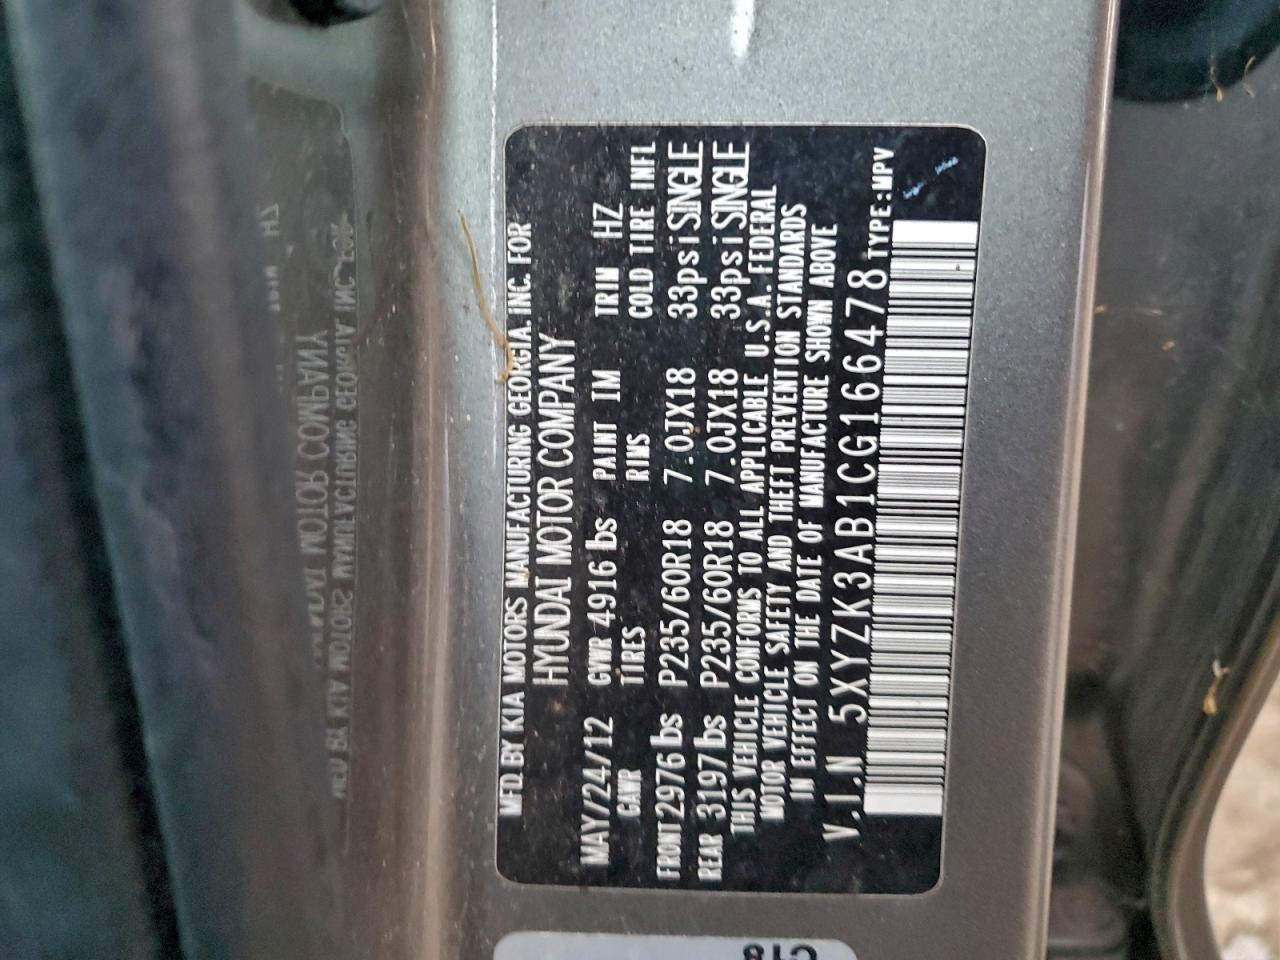 MFD. BY KIA MOTORS MANUFACTURING GEORGIA. INC. FOR
HYUNDAI MOTOR COMPANY
MAY/24/12 GVWR 4916 lbs PAINT IM TRIM HZ
GAWR TIRES RIMS COLD TIRE INFL
FRONT 2976 lbs P235/60R18 7.0JX18 33psi SINGLE
REAR 3197 lbs P235/60R18 7.0JX18 33psi SINGLE
THIS VEHICLE CONFORMS TO ALL APPLICABLE U.S.A. FEDERAL
MOTOR VEHICLE SAFETY AND THEFT PREVENTION STANDARDS
IN EFFECT ON THE DATE OF MANUFACTURE SHOWN ABOVE
V.I.N 5XYZK3AB1CG166478 TYPE:MPV
C18